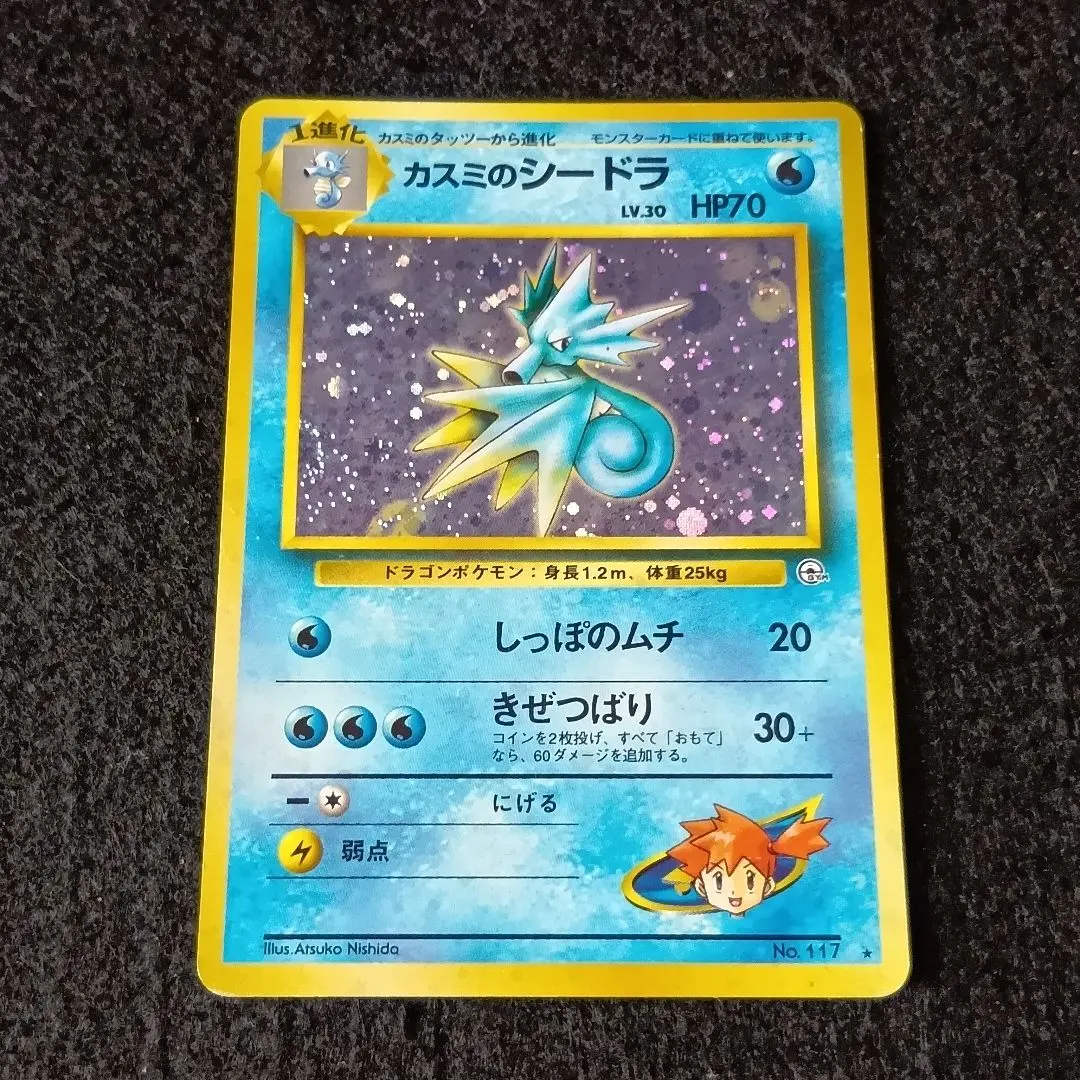 1進化
カスミのタッツーから進化
モンスターカードに重ねて使います。
カスミのシードラ
LV.30 HP70
ドラゴンポケモン：身長1.2m、体重25kg
GYM
しっぽのムチ 20
きぜつばり 30+
コインを2枚投げ、すべて「おもて」
なら、60ダメージを追加する。
にげる
弱点
Illus.Atsuko Nishida
No.117 ★